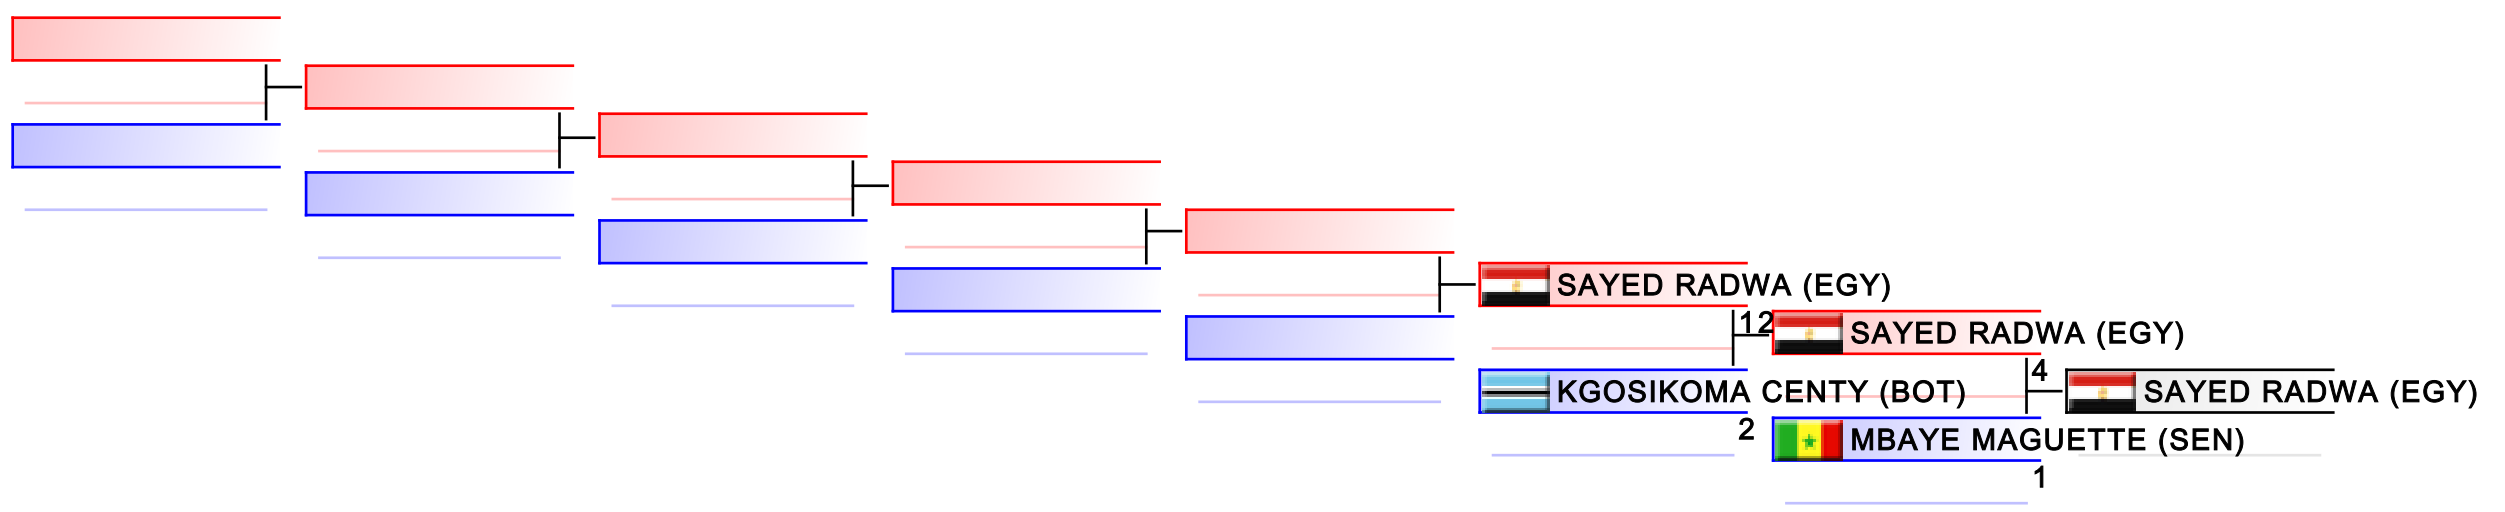 SAYED RADWA (EGY)
12
SAYED RADWA (EGY)
4
KGOSIKOMA CENTY (BOT)
SAYED RADWA (EGY)
2
MBAYE MAGUETTE (SEN)
1